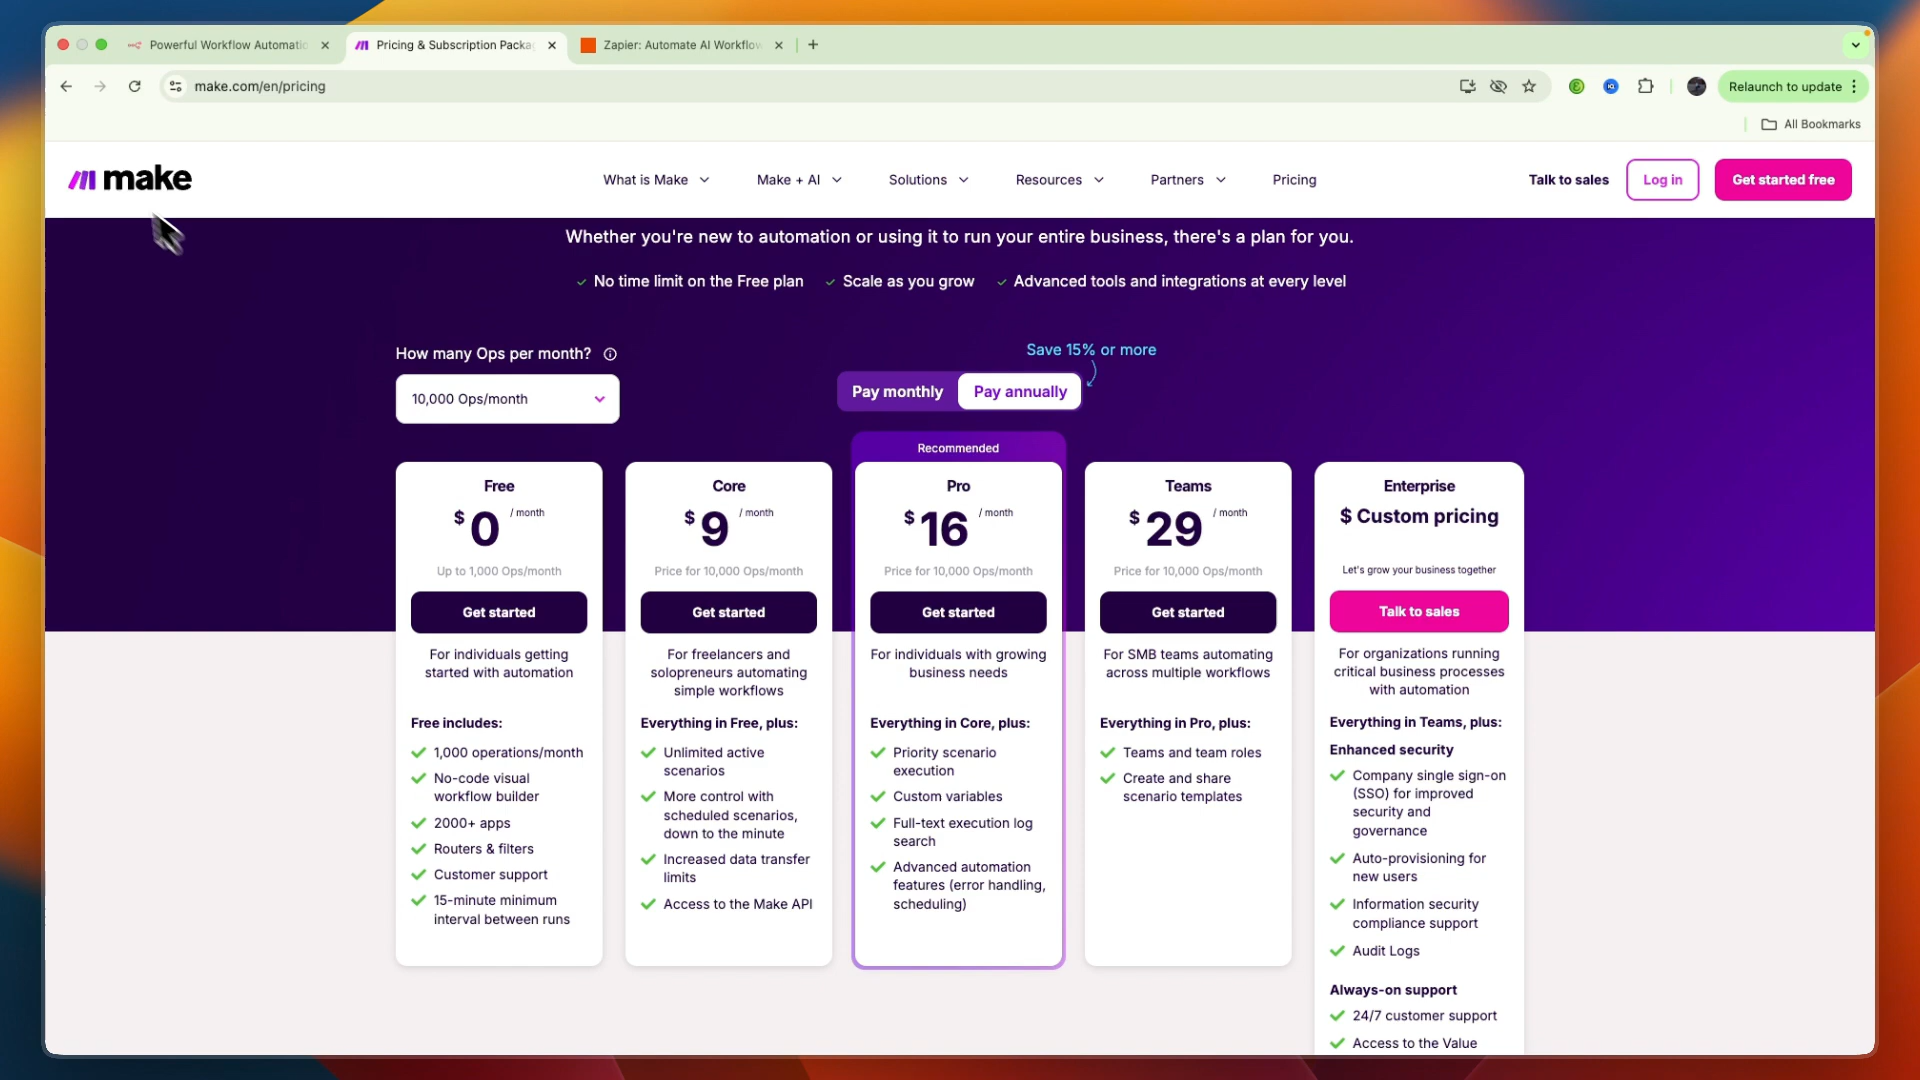 Powerful Workflow Automatio
Pricing & Subscription Packa
Zapier: Automate AI Workflow
make.com/en/pricing
Relaunch to update
All Bookmarks
make
What is Make
Make + AI
Solutions
Resources
Partners
Pricing
Talk to sales
Log in
Get started free
Whether you're new to automation or using it to run your entire business, there's a plan for you.
No time limit on the Free plan
Scale as you grow
Advanced tools and integrations at every level
How many Ops per month?
10,000 Ops/month
Save 15% or more
Pay monthly
Pay annually
Free
$0 / month
Up to 1,000 Ops/month
Get started
For individuals getting
started with automation
Free includes:
1,000 operations/month
No-code visual
workflow builder
2000+ apps
Routers & filters
Customer support
15-minute minimum
interval between runs
Core
$9 / month
Price for 10,000 Ops/month
Get started
For freelancers and
solopreneurs automating
simple workflows
Everything in Free, plus:
Unlimited active
scenarios
More control with
scheduled scenarios,
down to the minute
Increased data transfer
limits
Access to the Make API
Recommended
Pro
$16 / month
Price for 10,000 Ops/month
Get started
For individuals with growing
business needs
Everything in Core, plus:
Priority scenario
execution
Custom variables
Full-text execution log
search
Advanced automation
features (error handling,
scheduling)
Teams
$29 / month
Price for 10,000 Ops/month
Get started
For SMB teams automating
across multiple workflows
Everything in Pro, plus:
Teams and team roles
Create and share
scenario templates
Enterprise
$ Custom pricing
Let's grow your business together
Talk to sales
For organizations running
critical business processes
with automation
Everything in Teams, plus:
Enhanced security
Company single sign-on
(SSO) for improved
security and
governance
Auto-provisioning for
new users
Information security
compliance support
Audit Logs
Always-on support
24/7 customer support
Access to the Value